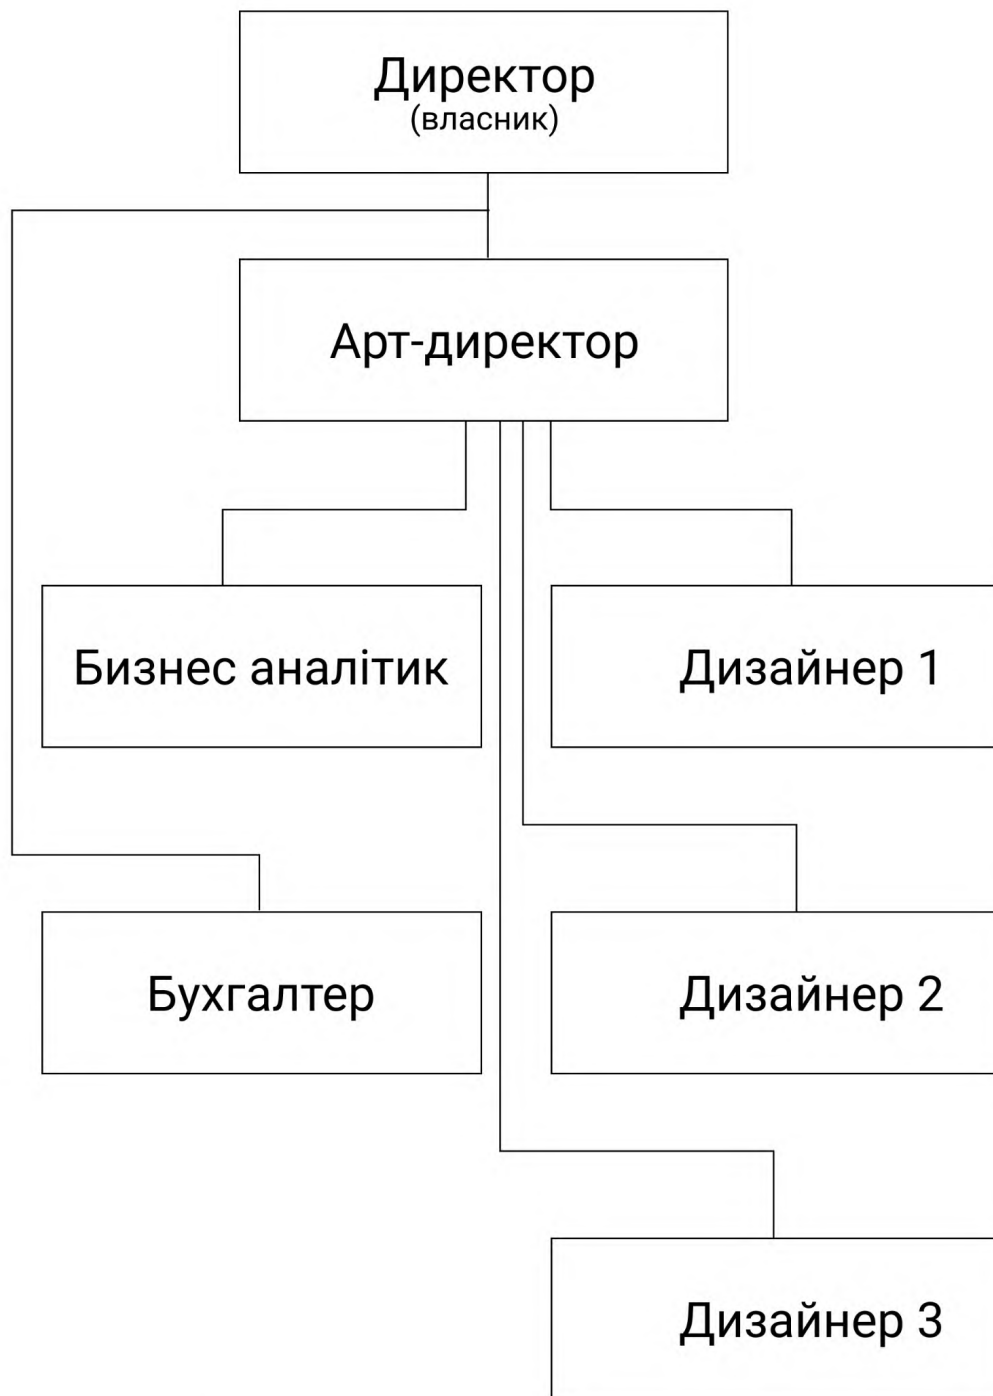 Директор
(власник)
Арт-директор
Бизнес аналітик
Дизайнер 1
Бухгалтер
Дизайнер 2
Дизайнер 3